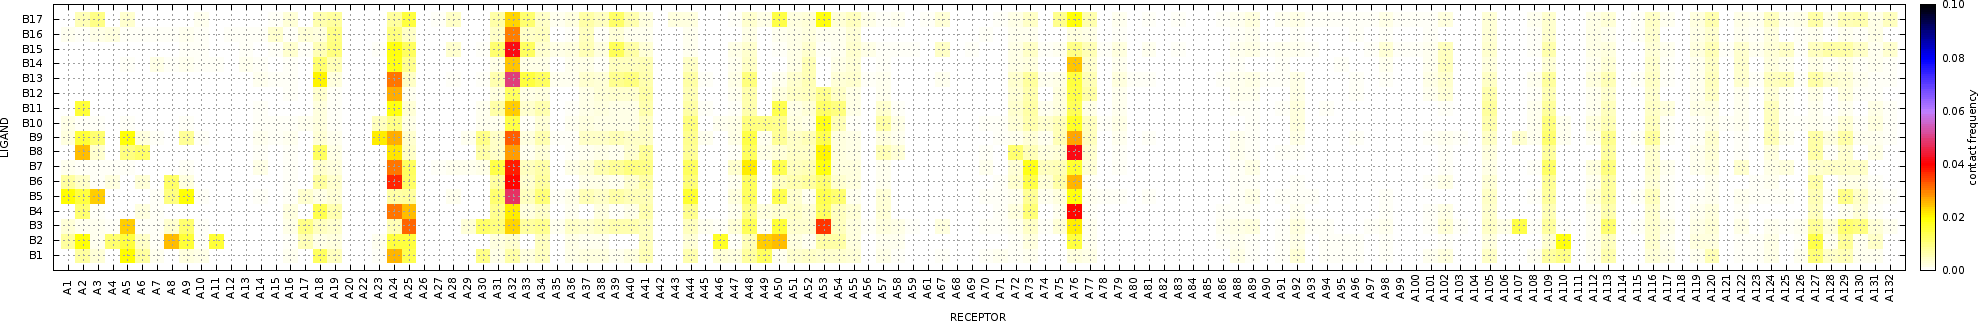 B17
B16
B15
B14
B13
B12
B11
B10
B9
B8
B7
B6
B5
B4
B3
B2
B1
LIGAND
A1 A2 A3 A4 A5 A6 A7 A8 A9 A10 A11 A12 A13 A14 A15 A16 A17 A18 A19 A20 A22 A23 A24 A25 A26 A27 A28 A29 A30 A31 A32 A33 A34 A35 A36 A37 A38 A39 A40 A41 A42 A43 A44 A45 A46 A47 A48 A49 A50 A51 A52 A53 A54 A55 A56 A57 A58 A59 A61 A67 A68 A69 A70 A71 A72 A73 A74 A75 A76 A77 A78 A79 A80 A81 A82 A83 A84 A85 A86 A87 A88 A89 A90 A91 A92 A93 A94 A95 A96 A97 A98 A99 A100 A101 A102 A103 A104 A105 A106 A107 A108 A109 A110 A111 A112 A113 A114 A115 A116 A117 A118 A119 A120 A121 A122 A123 A124 A125 A126 A127 A128 A129 A130 A131 A132
RECEPTOR
0.10
0.08
0.06
0.04
0.02
0.00
contact frequency